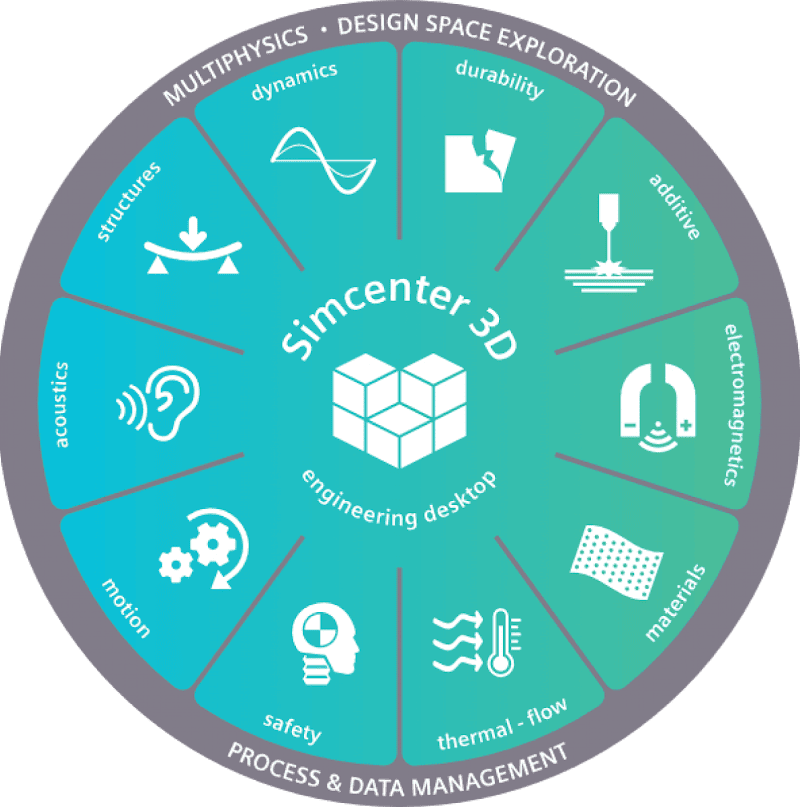 MULTIPHYSICS • DESIGN SPACE EXPLORATION
dynamics
durability
structures
additive
Simcenter 3D
acoustics
electromagnetics
engineering desktop
motion
materials
safety
thermal - flow
PROCESS & DATA MANAGEMENT